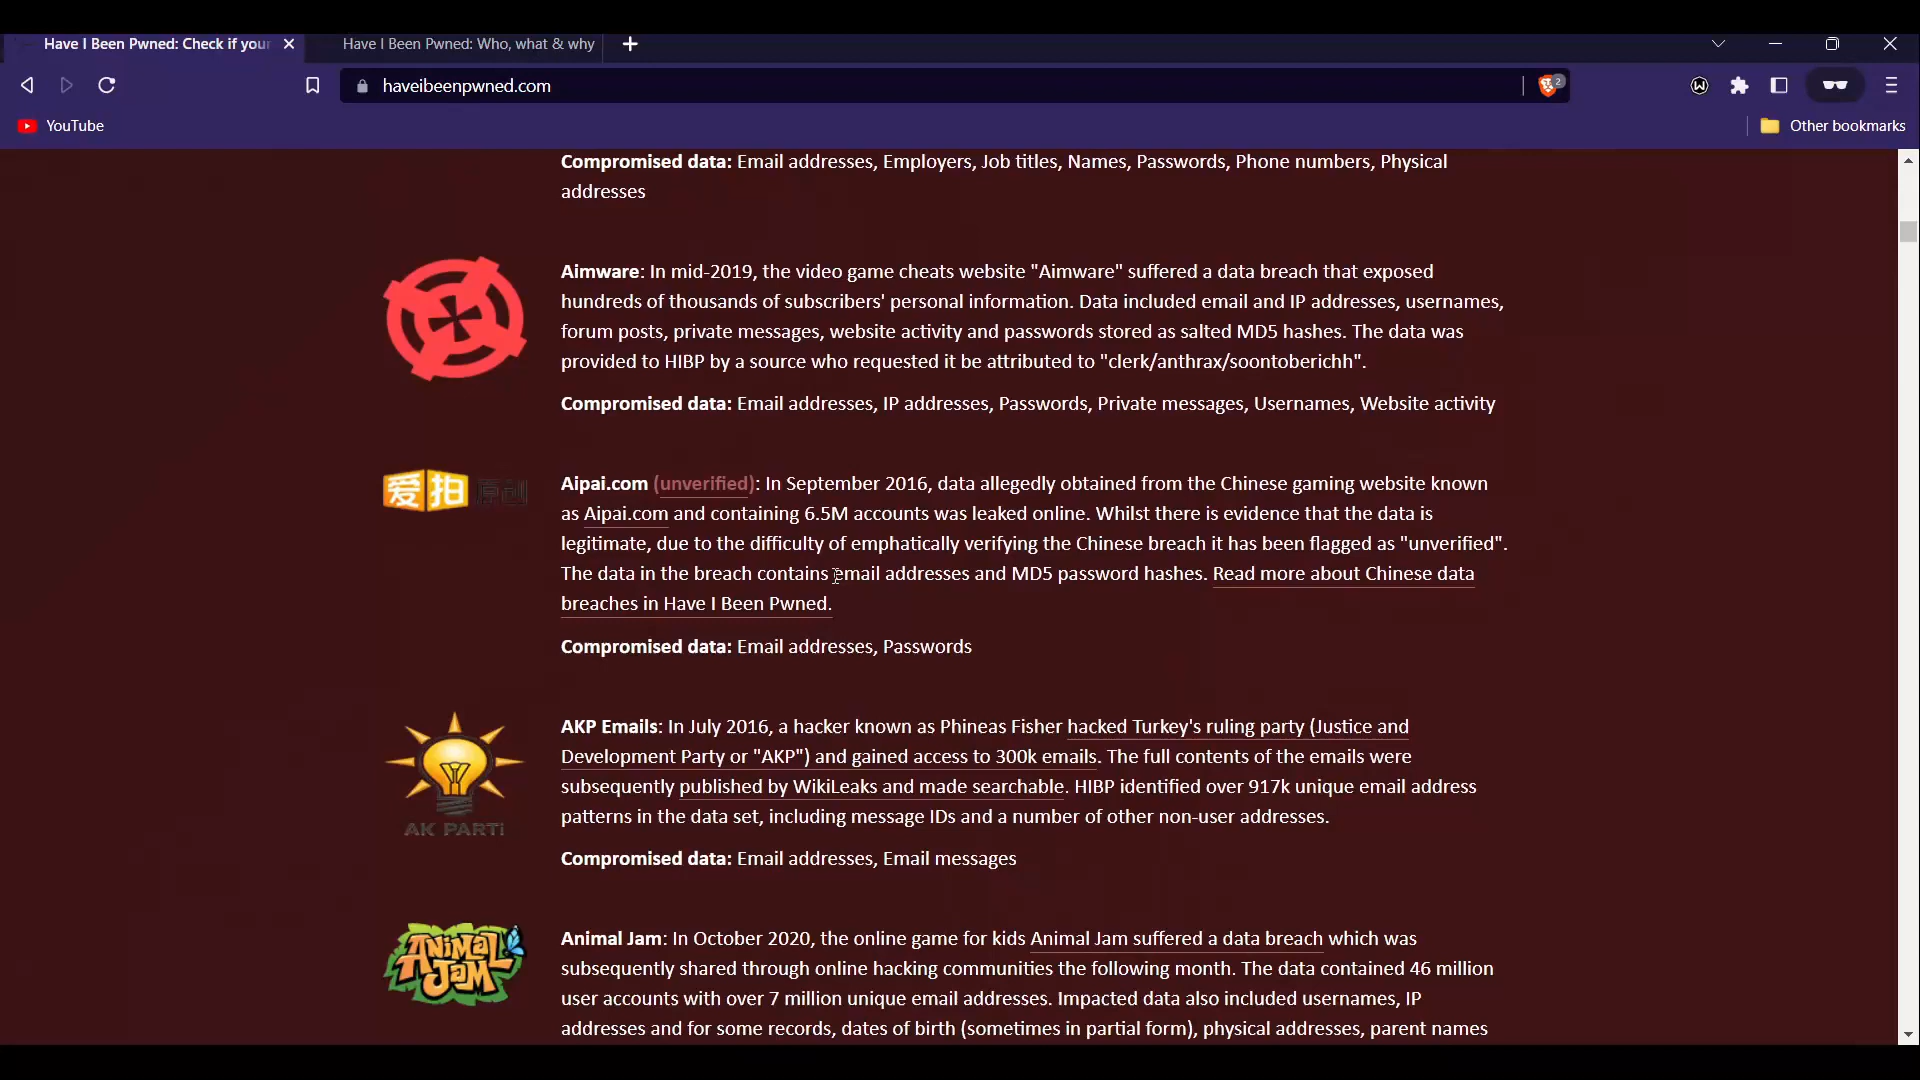 Have I Been Pwned: Check if your
Have I Been Pwned: Who, what & why
haveibeenpwned.com
2
YouTube
Other bookmarks
Compromised data: Email addresses, Employers, Job titles, Names, Passwords, Phone numbers, Physical
addresses
Aimware: In mid-2019, the video game cheats website "Aimware" suffered a data breach that exposed
hundreds of thousands of subscribers' personal information. Data included email and IP addresses, usernames,
forum posts, private messages, website activity and passwords stored as salted MD5 hashes. The data was
provided to HIBP by a source who requested it be attributed to "clerk/anthrax/soontoberichh".
Compromised data: Email addresses, IP addresses, Passwords, Private messages, Usernames, Website activity
爱拍原创
Aipai.com (unverified): In September 2016, data allegedly obtained from the Chinese gaming website known
as Aipai.com and containing 6.5M accounts was leaked online. Whilst there is evidence that the data is
legitimate, due to the difficulty of emphatically verifying the Chinese breach it has been flagged as "unverified".
The data in the breach contains email addresses and MD5 password hashes. Read more about Chinese data
breaches in Have I Been Pwned.
Compromised data: Email addresses, Passwords
AK PARTi
AKP Emails: In July 2016, a hacker known as Phineas Fisher hacked Turkey's ruling party (Justice and
Development Party or "AKP") and gained access to 300k emails. The full contents of the emails were
subsequently published by WikiLeaks and made searchable. HIBP identified over 917k unique email address
patterns in the data set, including message IDs and a number of other non-user addresses.
Compromised data: Email addresses, Email messages
ANIMAL
JAM
Animal Jam: In October 2020, the online game for kids Animal Jam suffered a data breach which was
subsequently shared through online hacking communities the following month. The data contained 46 million
user accounts with over 7 million unique email addresses. Impacted data also included usernames, IP
addresses and for some records, dates of birth (sometimes in partial form), physical addresses, parent names